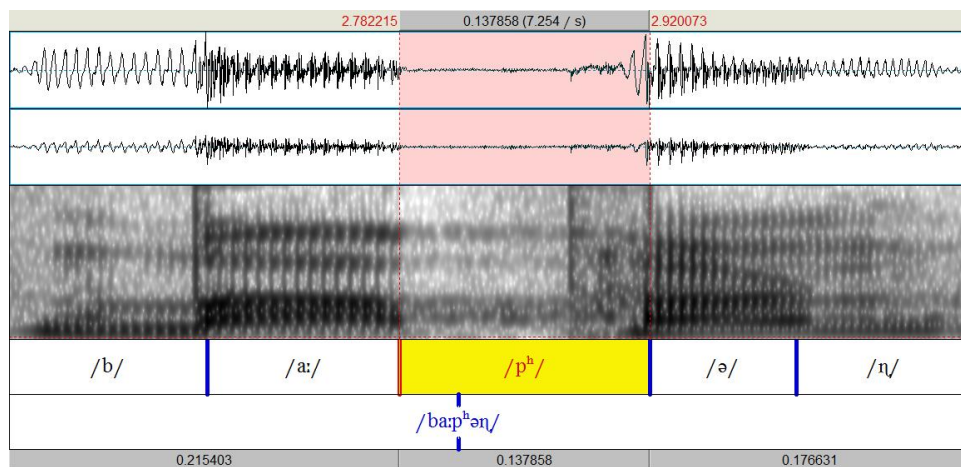 2.782215 0.137858 (7.254 / s) 2.920073
/b/ /aː/ /pʰ/ /ə/ /ɳ/
/baːpʰəɳ/
0.215403 0.137858 0.176631